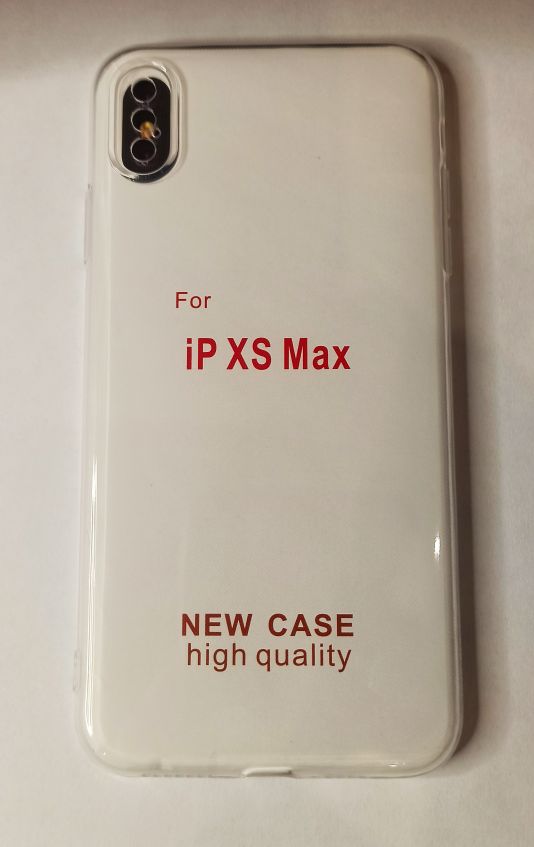 For
iP XS Max
NEW CASE
high quality